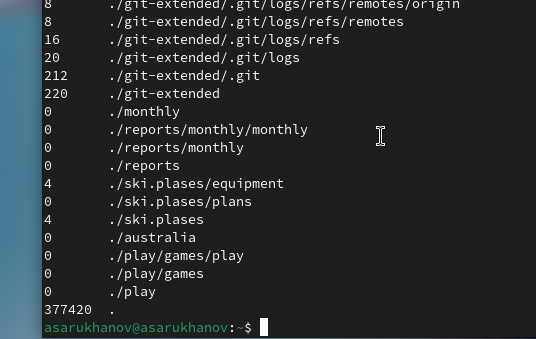 8 ./git-extended/.git/logs/refs/remotes/origin
8 ./git-extended/.git/logs/refs/remotes
16 ./git-extended/.git/logs/refs
20 ./git-extended/.git/logs
212 ./git-extended/.git
220 ./git-extended
0 ./monthly
0 ./reports/monthly/monthly
0 ./reports/monthly
0 ./reports
4 ./ski.plases/equipment
0 ./ski.plases/plans
4 ./ski.plases
0 ./australia
0 ./play/games/play
0 ./play/games
0 ./play
377420 .
asarukhanov@asarukhanov:~$